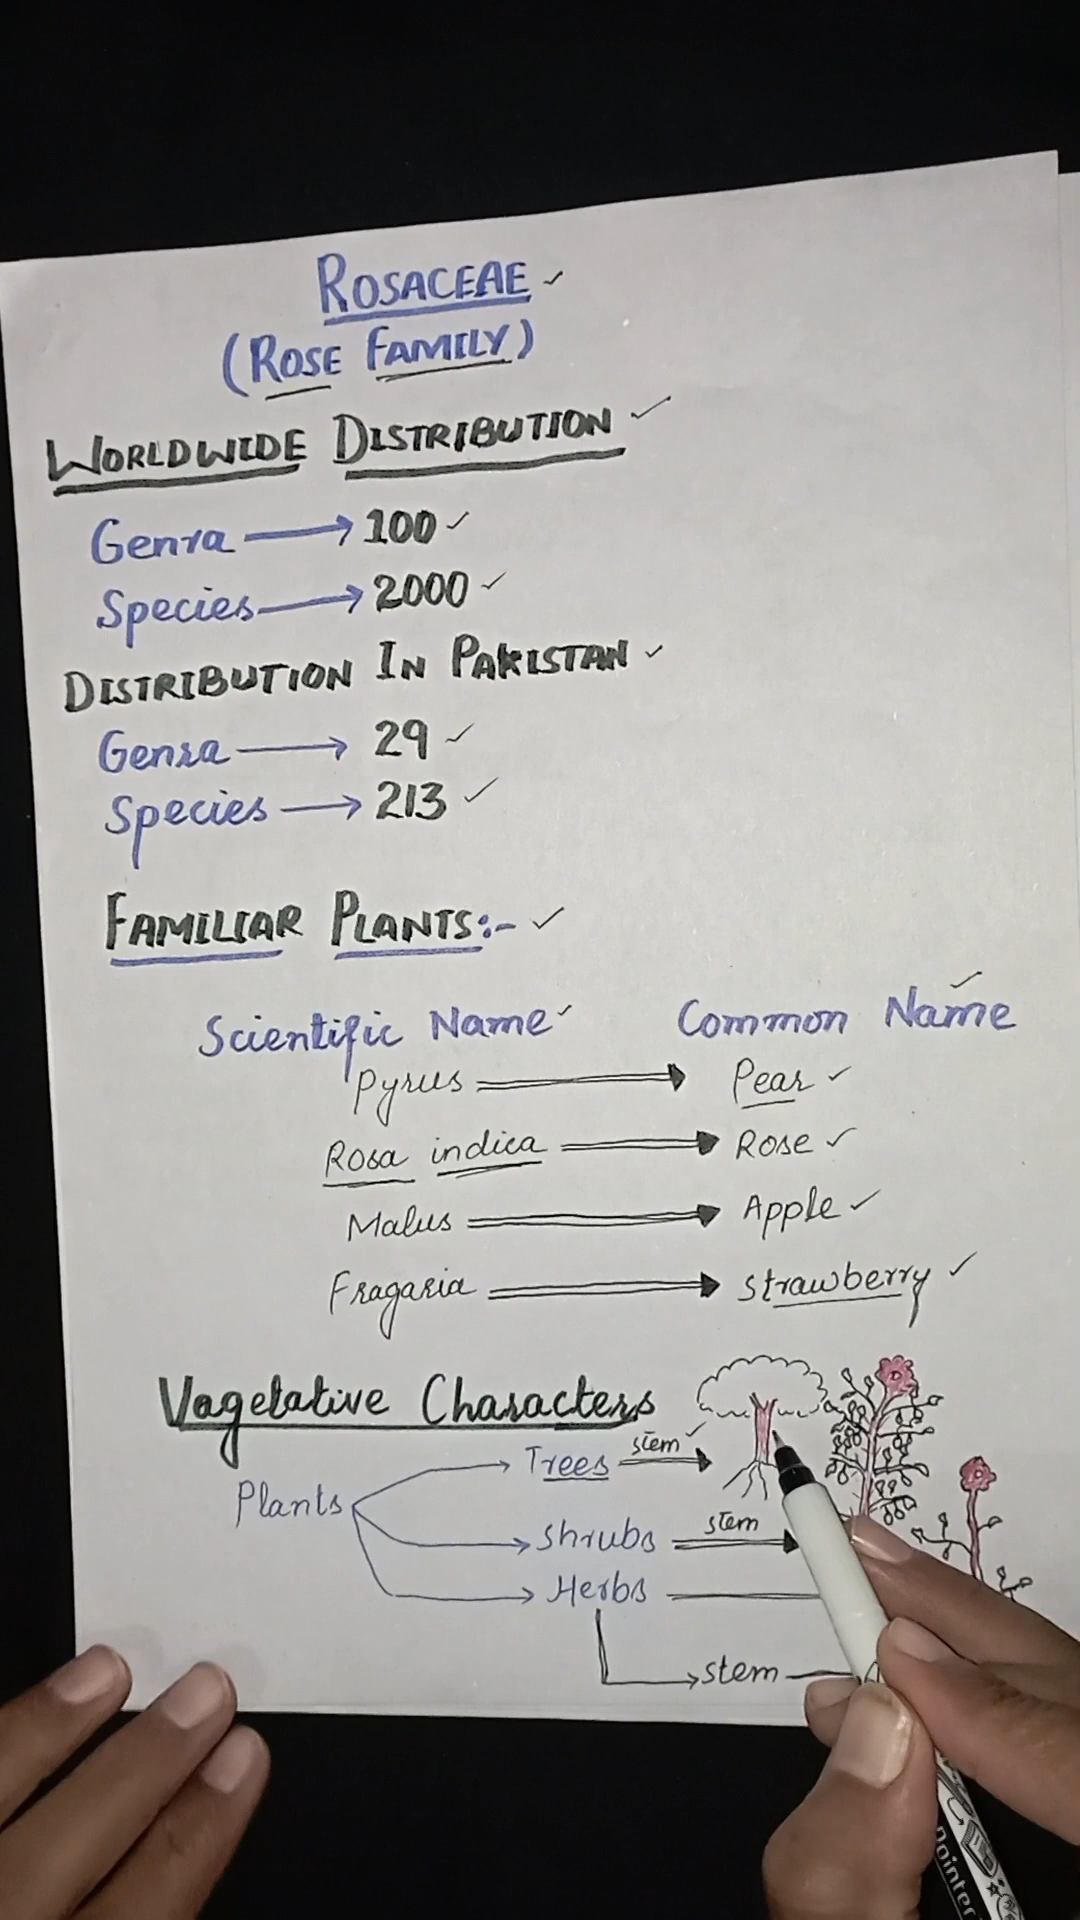 ROSACEAE
(ROSE FAMILY)
WORLDWIDE DISTRIBUTION
Genra → 100
Species → 2000
DISTRIBUTION IN PAKISTAN
Genra → 29
Species → 213
FAMILIAR PLANTS:-
Scientific Name Common Name
Pyrus → Pear
Rosa indica → Rose
Malus → Apple
Fragaria → strawberry
Vagetative Characters
Plants → Trees stem →
→ Shrubs stem →
→ Herbs
→ stem
Pointer